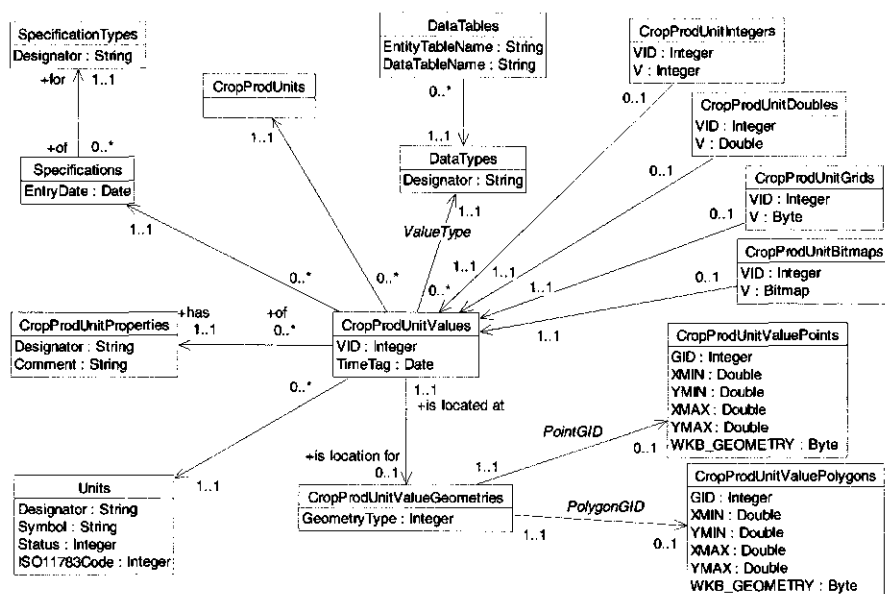 SpecificationTypes
Designator : String
+for
1..1
+of
0..*
Specifications
EntryDate : Date
1..1
0..*
CropProdUnits
1..1
0..*
DataTables
EntityTableName : String
DataTableName : String
0..*
1..1
DataTypes
Designator : String
1..1
ValueType
0..*
CropProdUnitIntegers
VID : Integer
V : Integer
0..1
1..1
CropProdUnitDoubles
VID : Integer
V : Double
0..1
1..1
CropProdUnitGrids
VID : Integer
V : Byte
0..1
1..1
CropProdUnitBitmaps
VID : Integer
V : Bitmap
0..1
1..1
CropProdUnitProperties
Designator : String
Comment : String
+has
1..1
+of
0..*
CropProdUnitValues
VID : Integer
TimeTag : Date
0..*
1..1
Units
Designator : String
Symbol : String
Status : Integer
ISO11783Code : Integer
1..1
+is located at
+is location for
0..1
CropProdUnitValueGeometries
GeometryType : Integer
1..1
PointGID
0..1
CropProdUnitValuePoints
GID : Integer
XMIN : Double
YMIN : Double
XMAX : Double
YMAX : Double
WKB_GEOMETRY : Byte
1..1
PolygonGID
0..1
CropProdUnitValuePolygons
GID : Integer
XMIN : Double
YMIN : Double
XMAX : Double
YMAX : Double
WKB_GEOMETRY : Byte